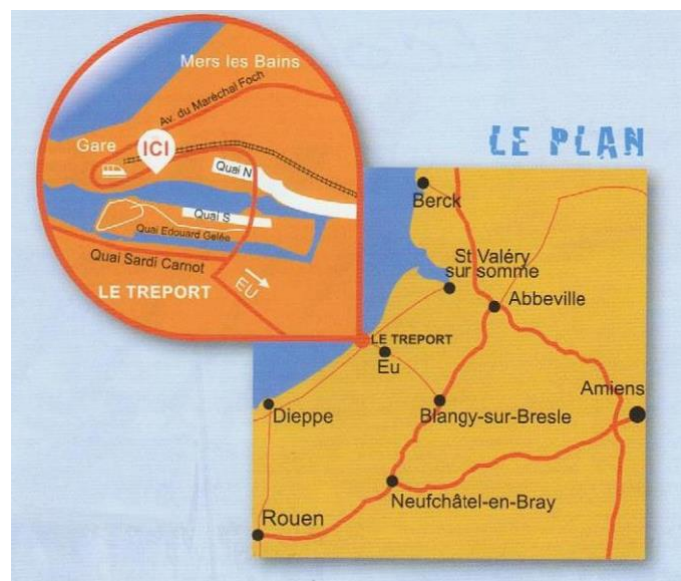 Mers les Bains
Av. du Maréchal Foch
Gare
ICI
Quai N
Quai S
Quai Edouard Gelée
Quai Sardi Carnot
LE TREPORT
EU
LE PLAN
Berck
St Valéry
sur somme
Abbeville
LE TREPORT
Eu
Amiens
Dieppe
Blangy-sur-Bresle
Neufchâtel-en-Bray
Rouen